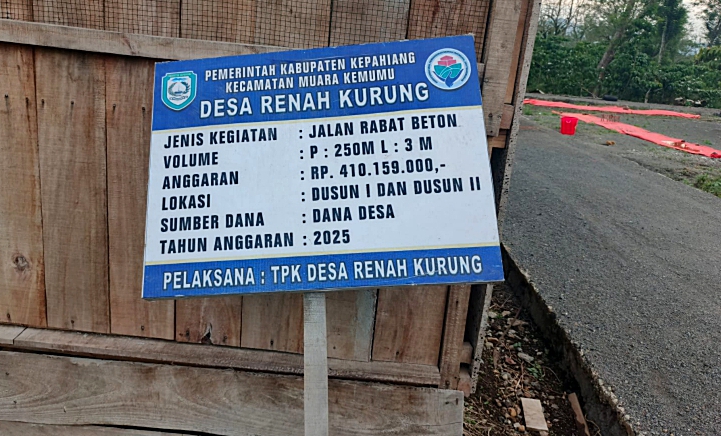 PEMERINTAH KABUPATEN KEPAHIANG
KECAMATAN MUARA KEMUMU
DESA RENAH KURUNG
JENIS KEGIATAN : JALAN RABAT BETON
VOLUME : P : 250M L : 3 M
ANGGARAN : RP. 410.159.000,-
LOKASI : DUSUN I DAN DUSUN II
SUMBER DANA : DANA DESA
TAHUN ANGGARAN : 2025
PELAKSANA : TPK DESA RENAH KURUNG